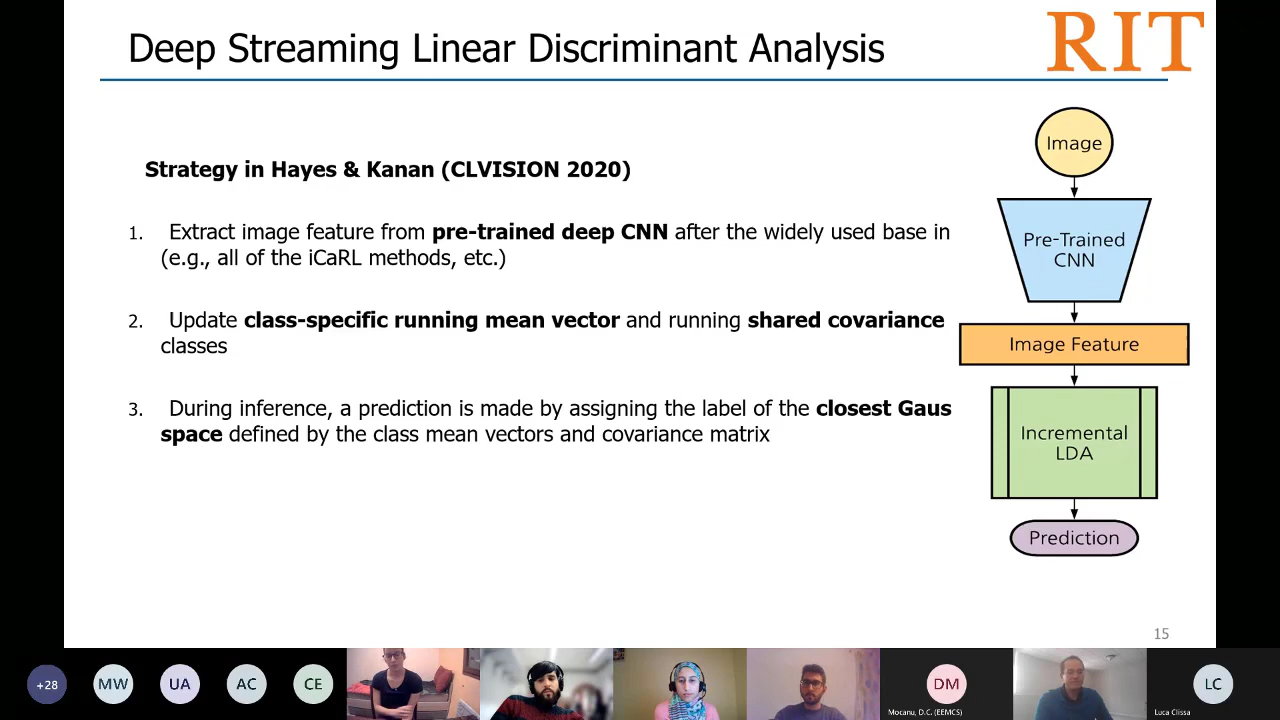 Deep Streaming Linear Discriminant Analysis
RIT
Strategy in Hayes & Kanan (CLVISION 2020)
1. Extract image feature from pre-trained deep CNN after the widely used base in
(e.g., all of the iCaRL methods, etc.)
2. Update class-specific running mean vector and running shared covariance
classes
3. During inference, a prediction is made by assigning the label of the closest Gaus
space defined by the class mean vectors and covariance matrix
Image
Pre-Trained
CNN
Image Feature
Incremental
LDA
Prediction
15
+28
MW
UA
AC
CE
DM
Mocanu, D.C. (EEMCS)
LC
Luca Clissa